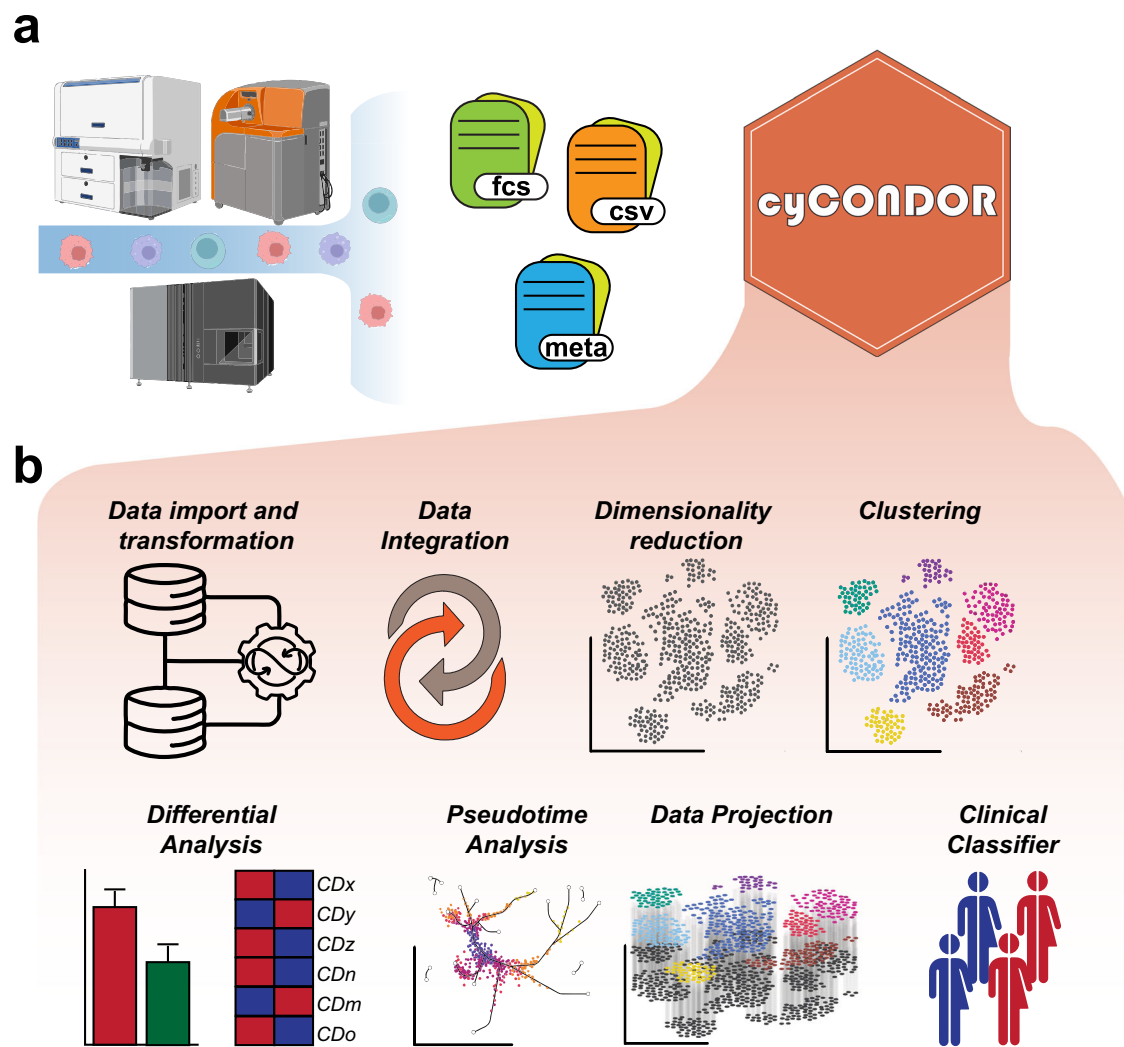 a
fcs
csv
meta
cyCONDOR
b
Data import and
transformation
Data
Integration
Dimensionality
reduction
Clustering
Differential
Analysis
CDx
CDy
CDz
CDn
CDm
CDo
Pseudotime
Analysis
Data Projection
Clinical
Classifier